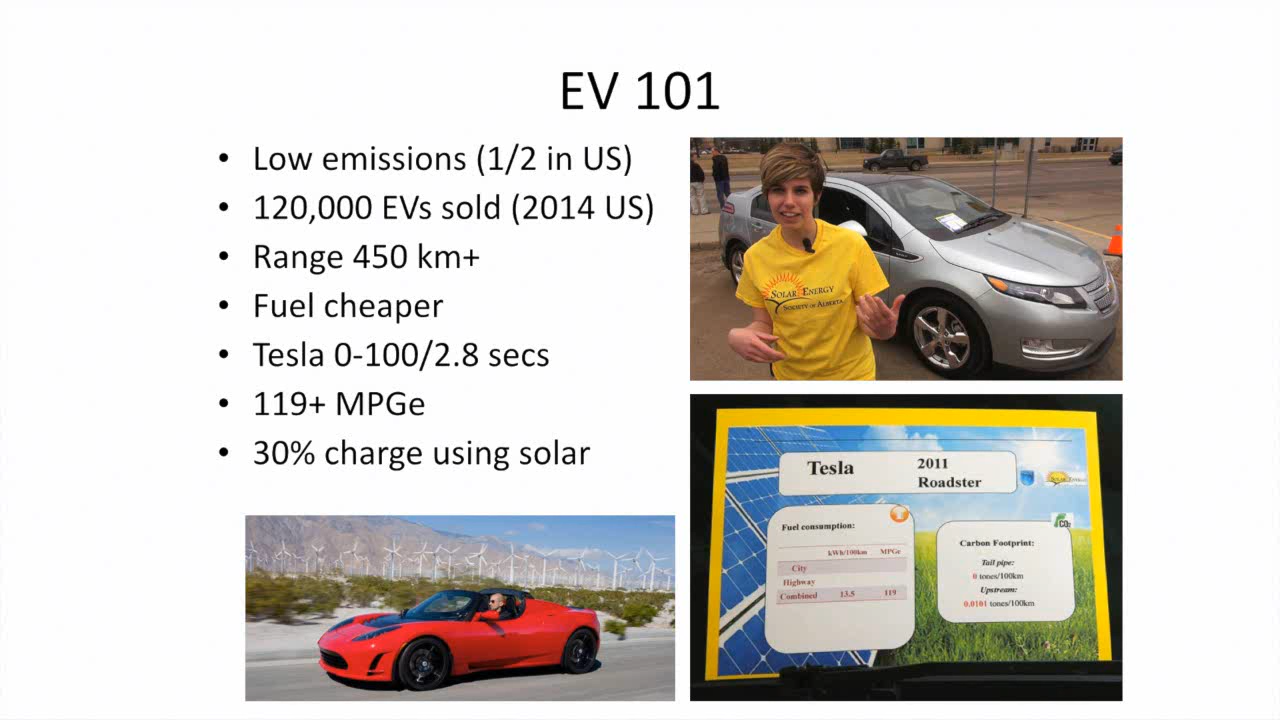 EV 101
• Low emissions (1/2 in US)
• 120,000 EVs sold (2014 US)
• Range 450 km+
• Fuel cheaper
• Tesla 0-100/2.8 secs
• 119+ MPGe
• 30% charge using solar
SOLAR ENERGY
SOCIETY OF ALBERTA
Tesla
2011
Roadster
SOLAR ENERGY
Fuel consumption:
kWh/100km MPGe
City
Highway
Combined 13.5 119
CO₂
Carbon Footprint:
Tail pipe:
0 tones/100km
Upstream:
0.0101 tones/100km